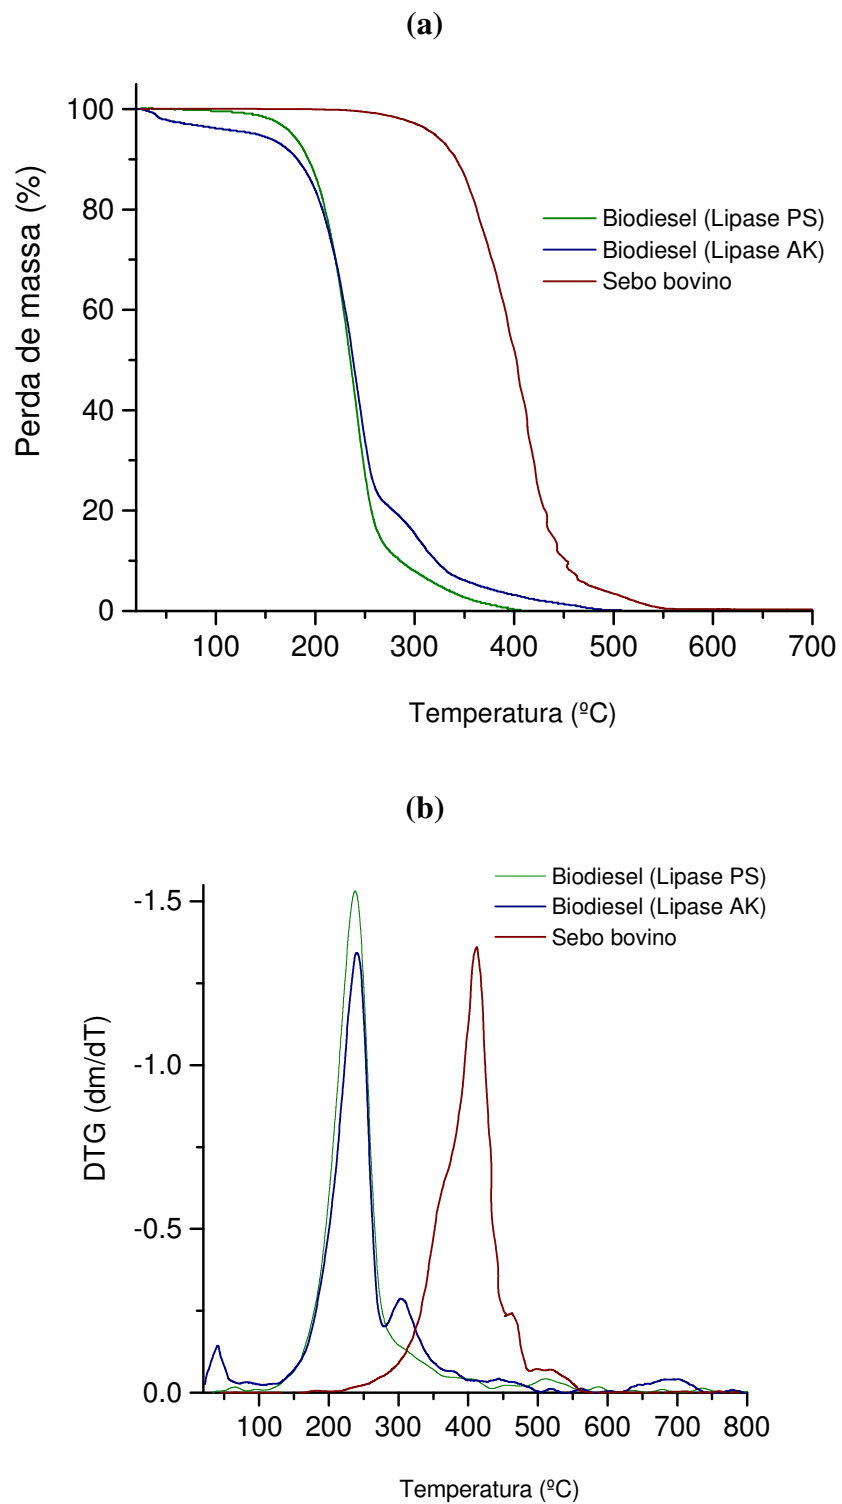 (a)
100
80
60
40
20
0
Perda de massa (%)
Biodiesel (Lipase PS)
Biodiesel (Lipase AK)
Sebo bovino
100 200 300 400 500 600 700
Temperatura (ºC)
(b)
Biodiesel (Lipase PS)
Biodiesel (Lipase AK)
Sebo bovino
-1.5
-1.0
-0.5
0.0
DTG (dm/dT)
100 200 300 400 500 600 700 800
Temperatura (ºC)